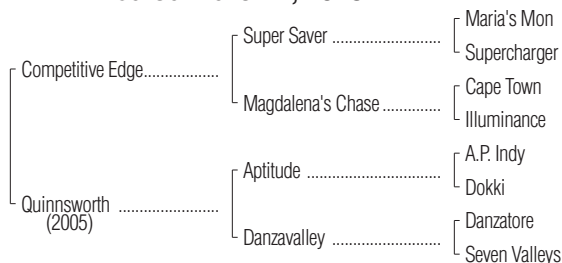 Maria's Mon
Super Saver ........................
Supercharger
Competitive Edge................
Cape Town
Magdalena's Chase .............
Illuminance
A.P. Indy
Aptitude ..............................
Dokki
Quinnsworth .....................
(2005)
Danzatore
Danzavalley ........................
Seven Valleys